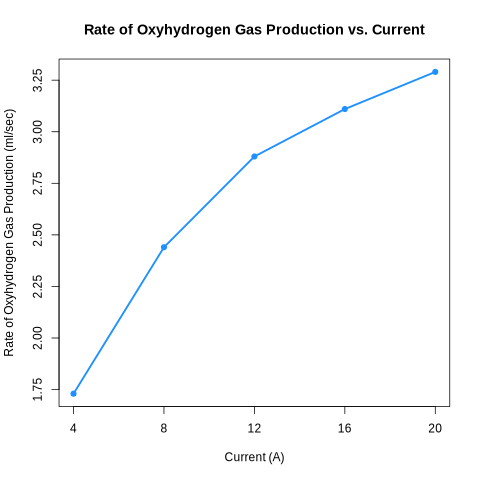 Rate of Oxyhydrogen Gas Production vs. Current
Rate of Oxyhydrogen Gas Production (ml/sec)
3.25
3.00
2.75
2.50
2.25
2.00
1.75
4 8 12 16 20
Current (A)